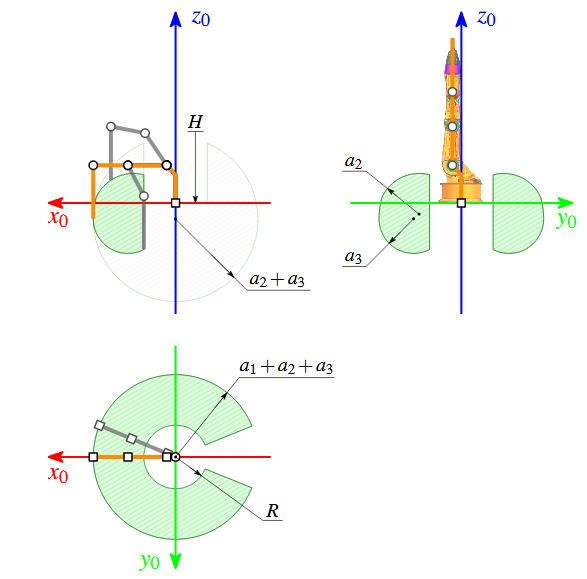 z₀
z₀
H
a₂
x₀
y₀
a₃
a₂+a₃
a₁+a₂+a₃
x₀
R
y₀